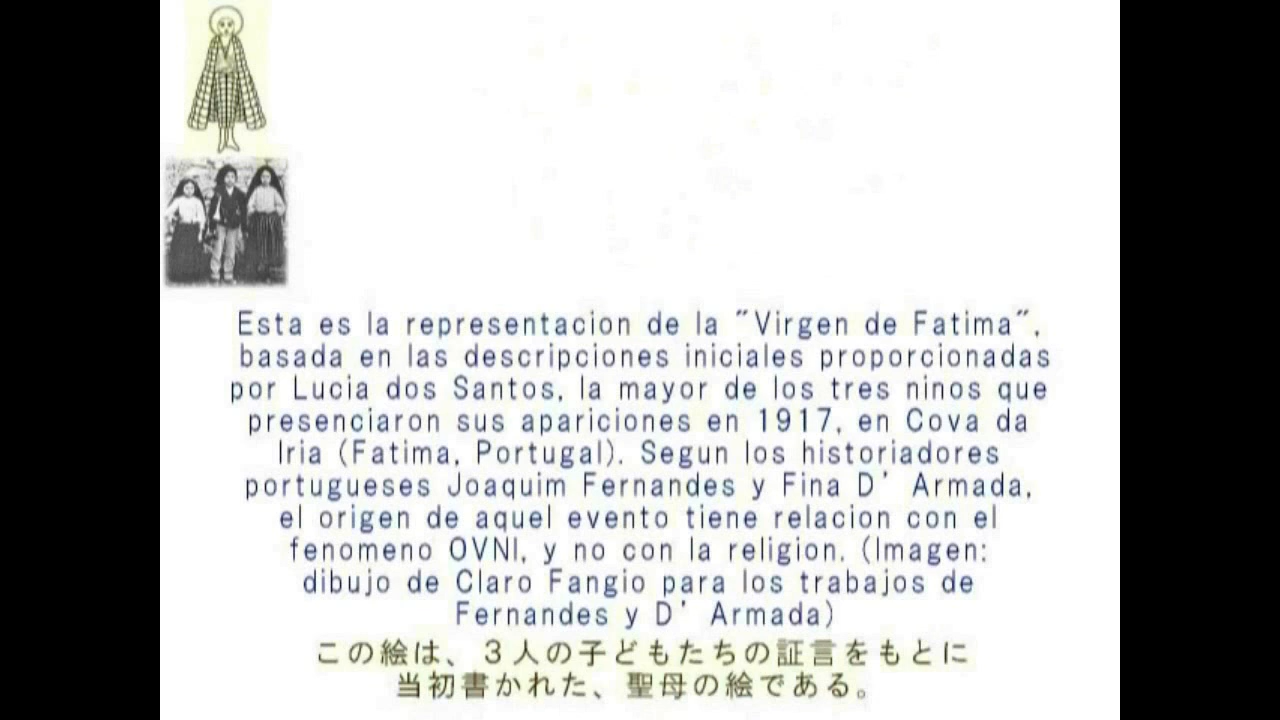 Esta es la representacion de la "Virgen de Fatima",
basada en las descripciones iniciales proporcionadas
por Lucia dos Santos, la mayor de los tres ninos que
presenciaron sus apariciones en 1917, en Cova da
Iria (Fatima, Portugal). Segun los historiadores
portugueses Joaquim Fernandes y Fina D’ Armada,
el origen de aquel evento tiene relacion con el
fenomeno OVNI, y no con la religion. (Imagen:
dibujo de Claro Fangio para los trabajos de
Fernandes y D’ Armada)
この絵は、３人の子どもたちの証言をもとに
当初書かれた、聖母の絵である。